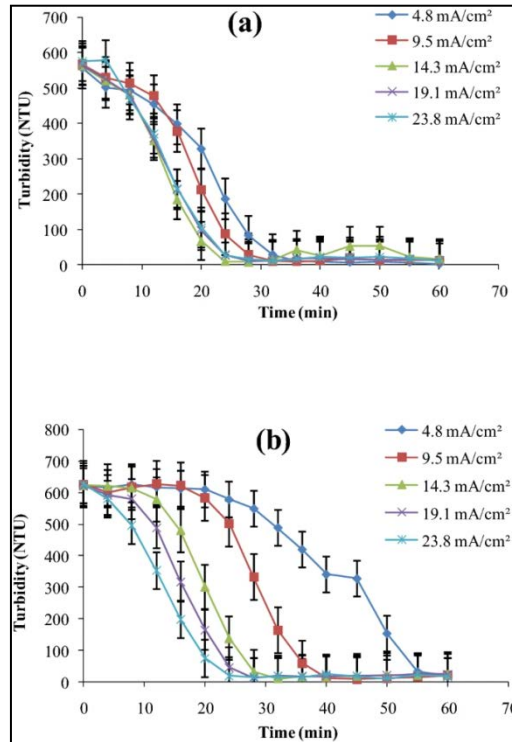 (a)
4.8 mA/cm²
9.5 mA/cm²
14.3 mA/cm²
19.1 mA/cm²
23.8 mA/cm²
Turbidity (NTU)
700
600
500
400
300
200
100
0
0 10 20 30 40 50 60 70
Time (min)
(b)
4.8 mA/cm²
9.5 mA/cm²
14.3 mA/cm²
19.1 mA/cm²
23.8 mA/cm²
Turbidity (NTU)
800
700
600
500
400
300
200
100
0
0 10 20 30 40 50 60 70
Time (min)